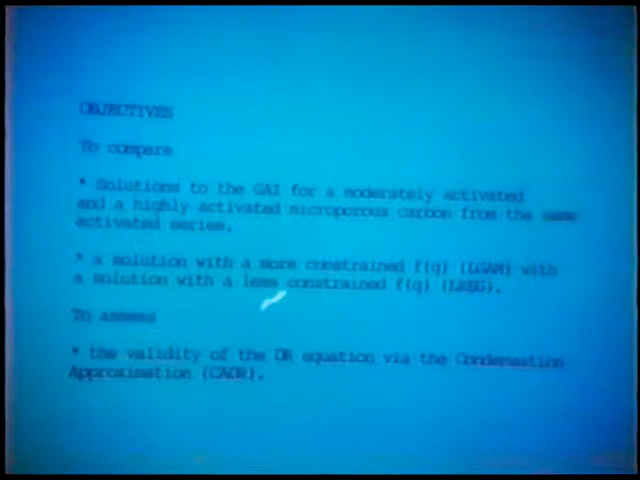 OBJECTIVES
To compare
* Solutions to the GAI for a moderately activated
and a highly activated microporous carbon from the same
activated series.
* a solution with a more constrained f(q) (LGAM) with
a solution with a less constrained f(q) (LREG).
To assess
* the validity of the DR equation via the Condensation
Approximation (CADR).